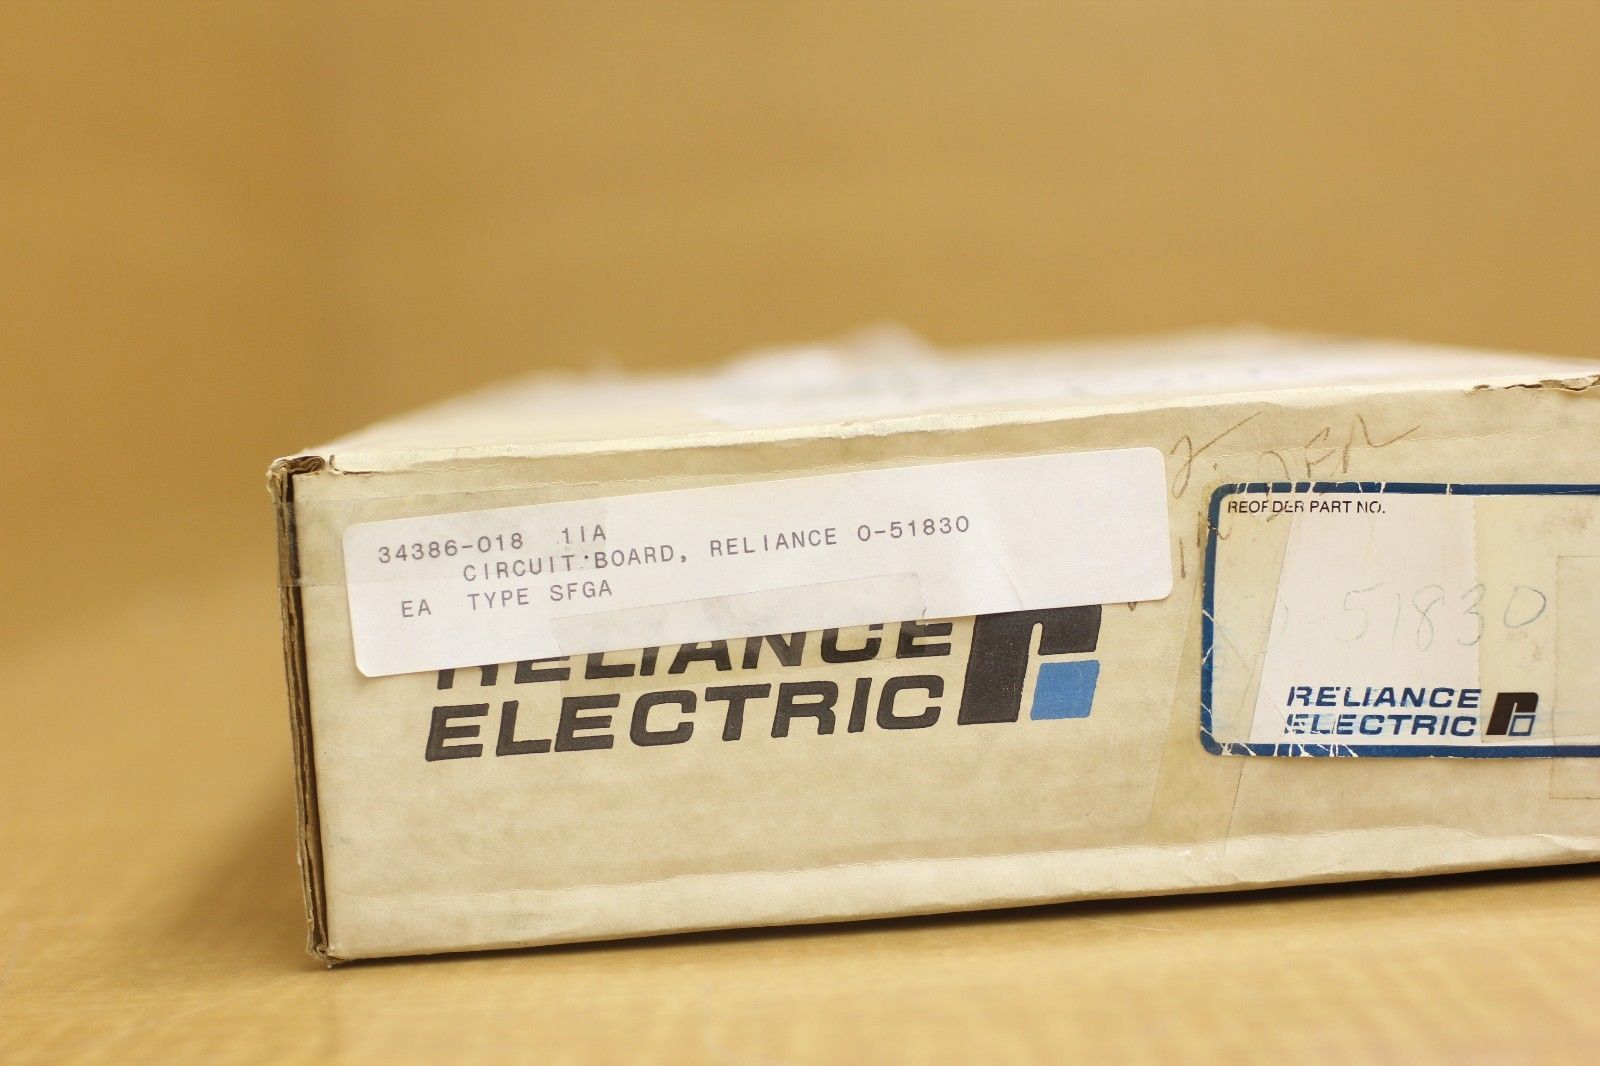 34386-018 1IA
CIRCUIT BOARD, RELIANCE 0-51830
EA TYPE SFGA
RELIANCE
ELECTRIC
REORDER PART NO.
0-51830
RELIANCE
ELECTRIC